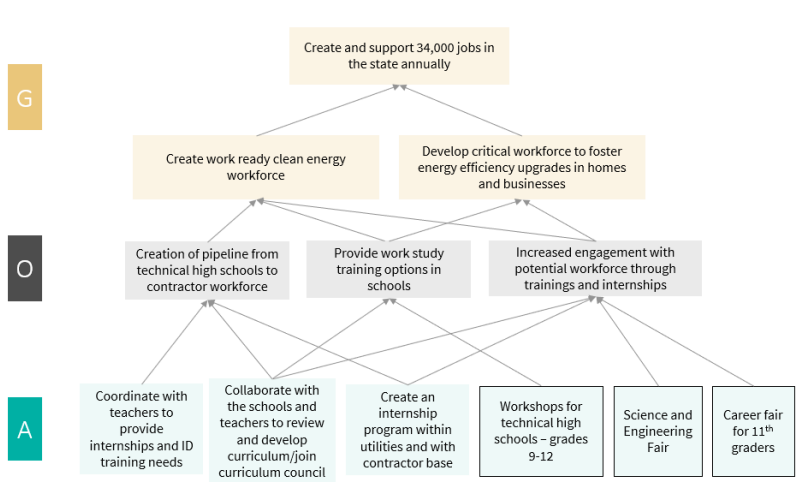 Create and support 34,000 jobs in
the state annually
G
Create work ready clean energy
workforce
Develop critical workforce to foster
energy efficiency upgrades in homes
and businesses
O
Creation of pipeline from
technical high schools to
contractor workforce
Provide work study
training options in
schools
Increased engagement with
potential workforce through
trainings and internships
A
Coordinate with
teachers to
provide
internships and ID
training needs
Collaborate with
the schools and
teachers to review
and develop
curriculum/join
curriculum council
Create an
internship
program within
utilities and with
contractor base
Workshops for
technical high
schools – grades
9-12
Science and
Engineering
Fair
Career fair
for 11th
graders